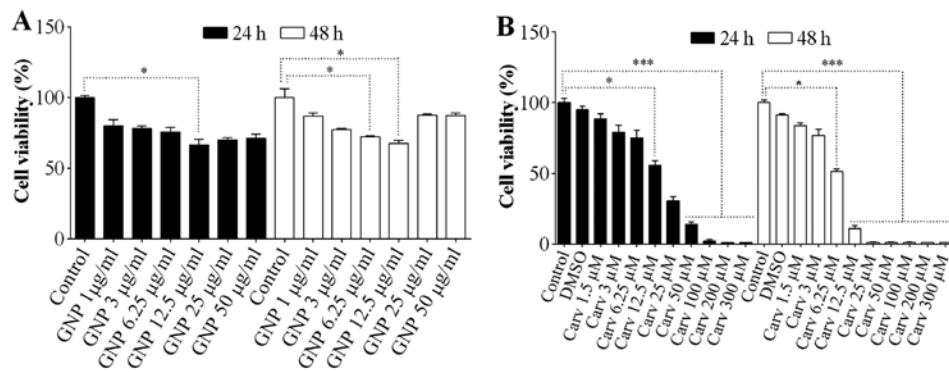 A
24 h 48 h
Cell viability (%)
150
100
50
0
*
*
*
Control
GNP 1 µg/ml
GNP 3 µg/ml
GNP 6.25 µg/ml
GNP 12.5 µg/ml
GNP 25 µg/ml
GNP 50 µg/ml
Control
GNP 1 µg/ml
GNP 3 µg/ml
GNP 6.25 µg/ml
GNP 12.5 µg/ml
GNP 25 µg/ml
GNP 50 µg/ml
B
24 h 48 h
Cell viability (%)
150
100
50
0
***
*
***
*
Control
DMSO
Carv 1.5 µM
Carv 3 µM
Carv 6.25 µM
Carv 12.5 µM
Carv 25 µM
Carv 50 µM
Carv 100 µM
Carv 200 µM
Carv 300 µM
Control
DMSO
Carv 1.5 µM
Carv 3 µM
Carv 6.25 µM
Carv 12.5 µM
Carv 25 µM
Carv 50 µM
Carv 100 µM
Carv 200 µM
Carv 300 µM